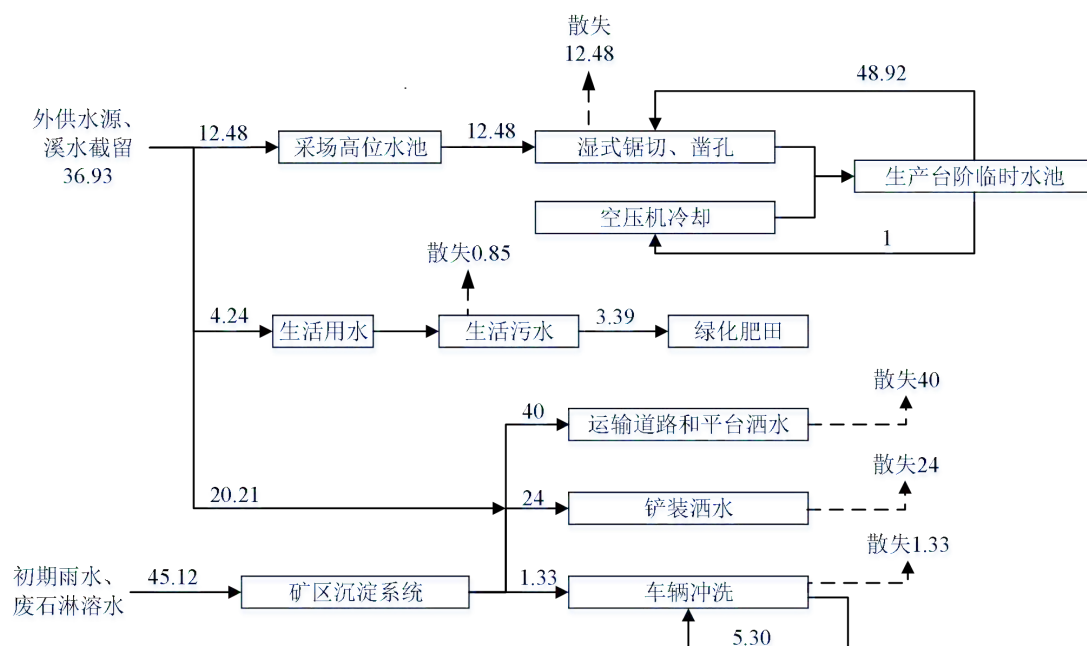 散失
12.48
48.92
外供水源、
溪水截留
36.93
12.48
采场高位水池
12.48
湿式锯切、凿孔
生产台阶临时水池
空压机冷却
1
散失0.85
4.24
生活用水
生活污水
3.39
绿化肥田
散失40
40
运输道路和平台洒水
散失24
20.21
24
铲装洒水
散失1.33
初期雨水、
废石淋溶水
45.12
矿区沉淀系统
1.33
车辆冲洗
5.30